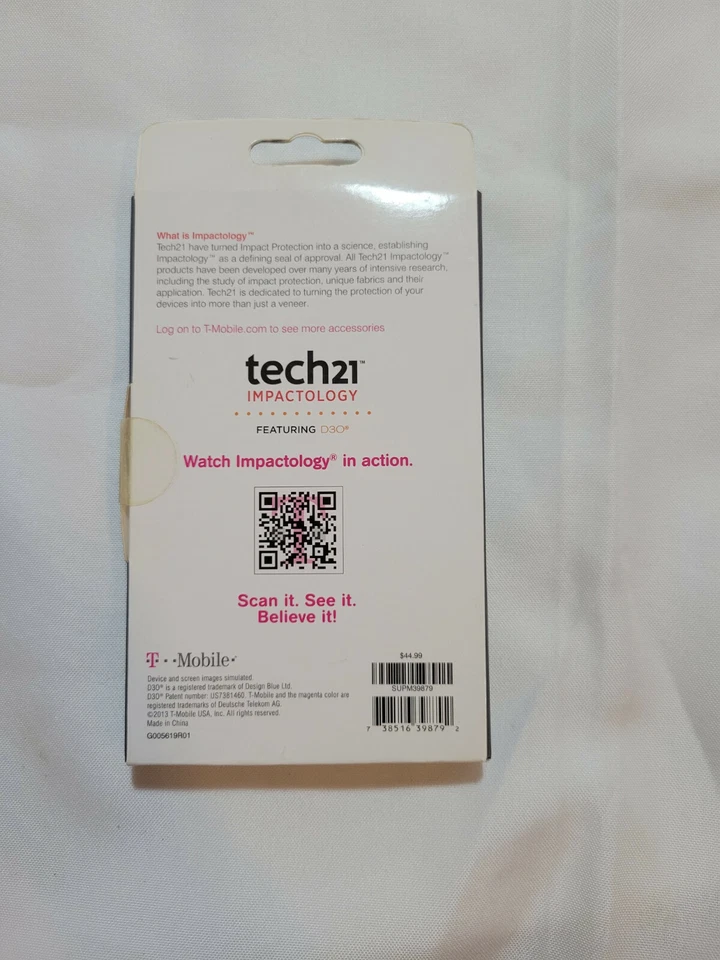 What is Impactology™
Tech21 have turned Impact Protection into a science, establishing
Impactology™ as a defining seal of approval. All Tech21 Impactology™
products have been developed over many years of intensive research,
including the study of impact protection, unique fabrics and their
application. Tech21 is dedicated to turning the protection of your
devices into more than just a veneer.
Log on to T-Mobile.com to see more accessories
tech21™
IMPACTOLOGY
FEATURING D3O®
Watch Impactology® in action.
Scan it. See it.
Believe it!
T··Mobile·
Device and screen images simulated.
D3O® is a registered trademark of Design Blue Ltd.
D3O® Patent number: US7381460. T-Mobile and the magenta color are
registered trademarks of Deutsche Telekom AG.
©2013 T-Mobile USA, Inc. All rights reserved.
Made in China
G005619R01
$44.99
SUPM39879
7 38516 39879 2